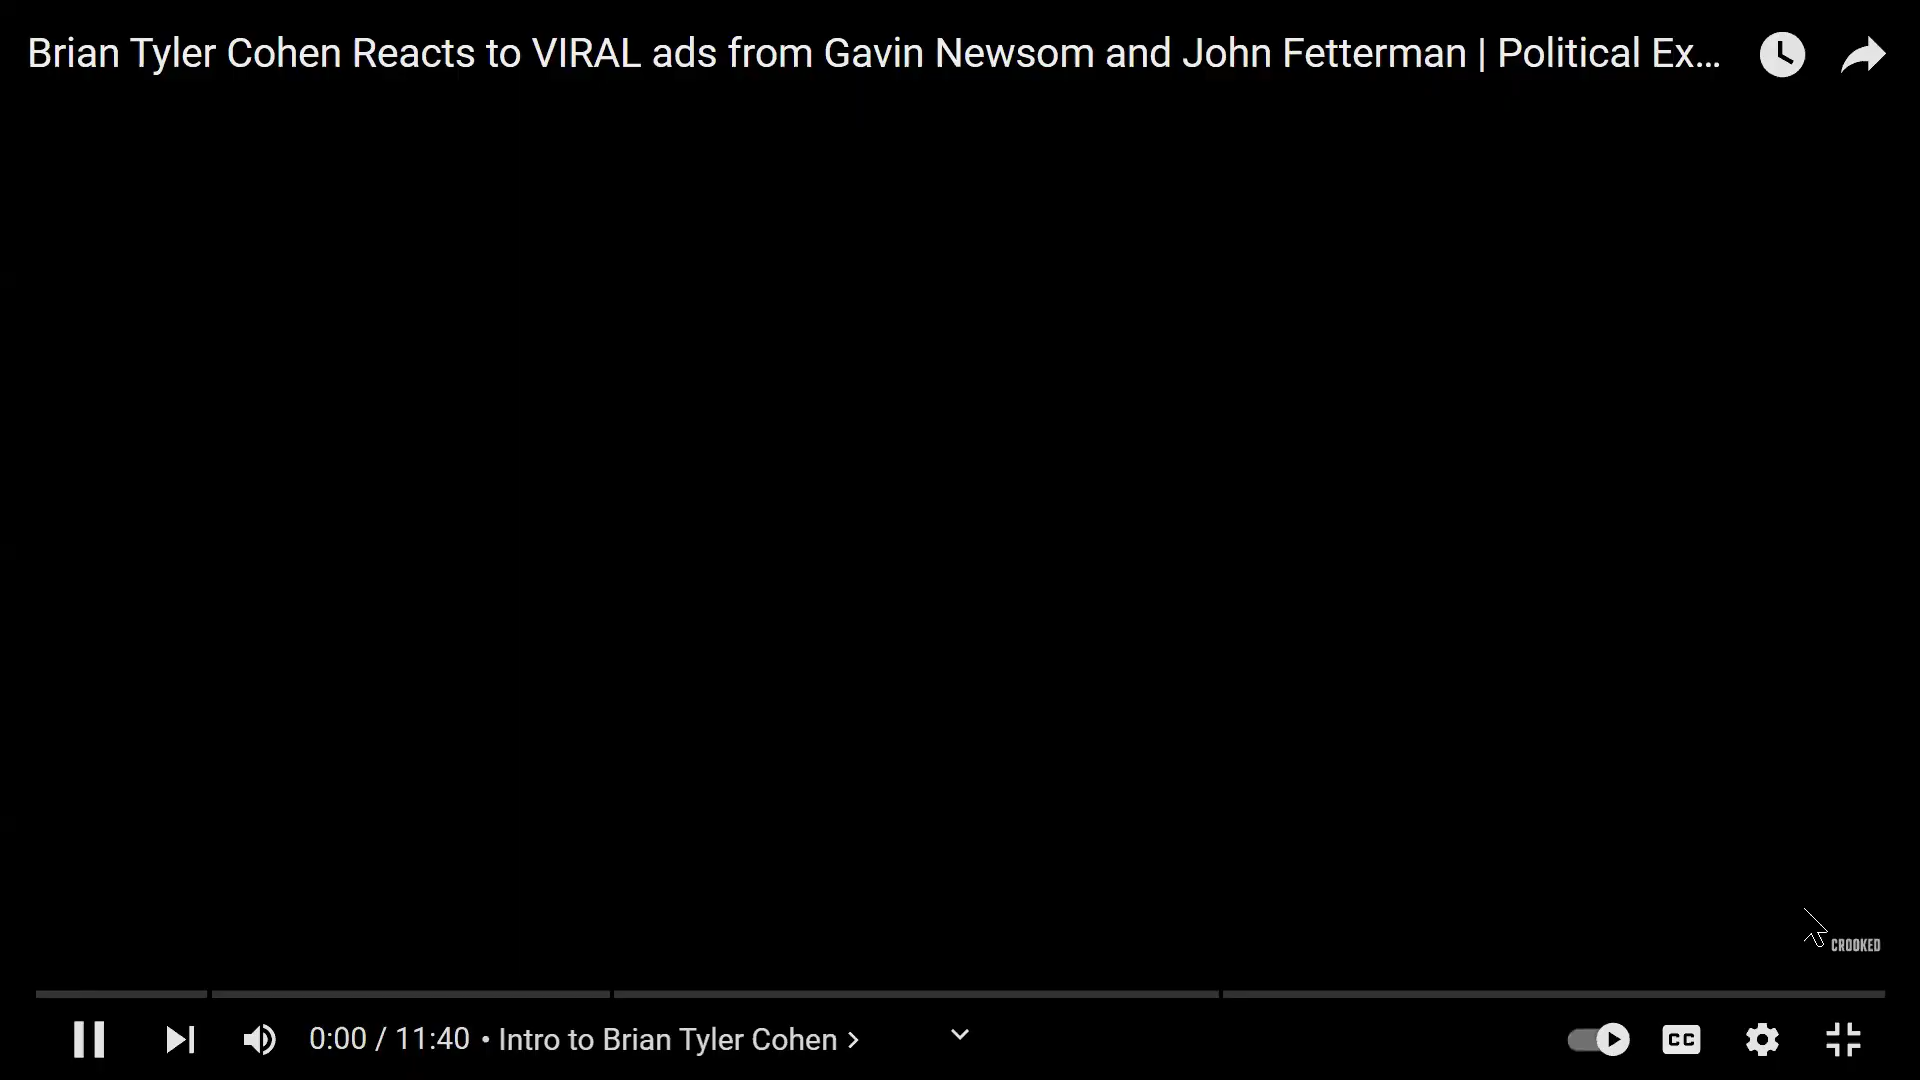 Brian Tyler Cohen Reacts to VIRAL ads from Gavin Newsom and John Fetterman | Political Ex...
CROOKED
0:00 / 11:40 • Intro to Brian Tyler Cohen
CC